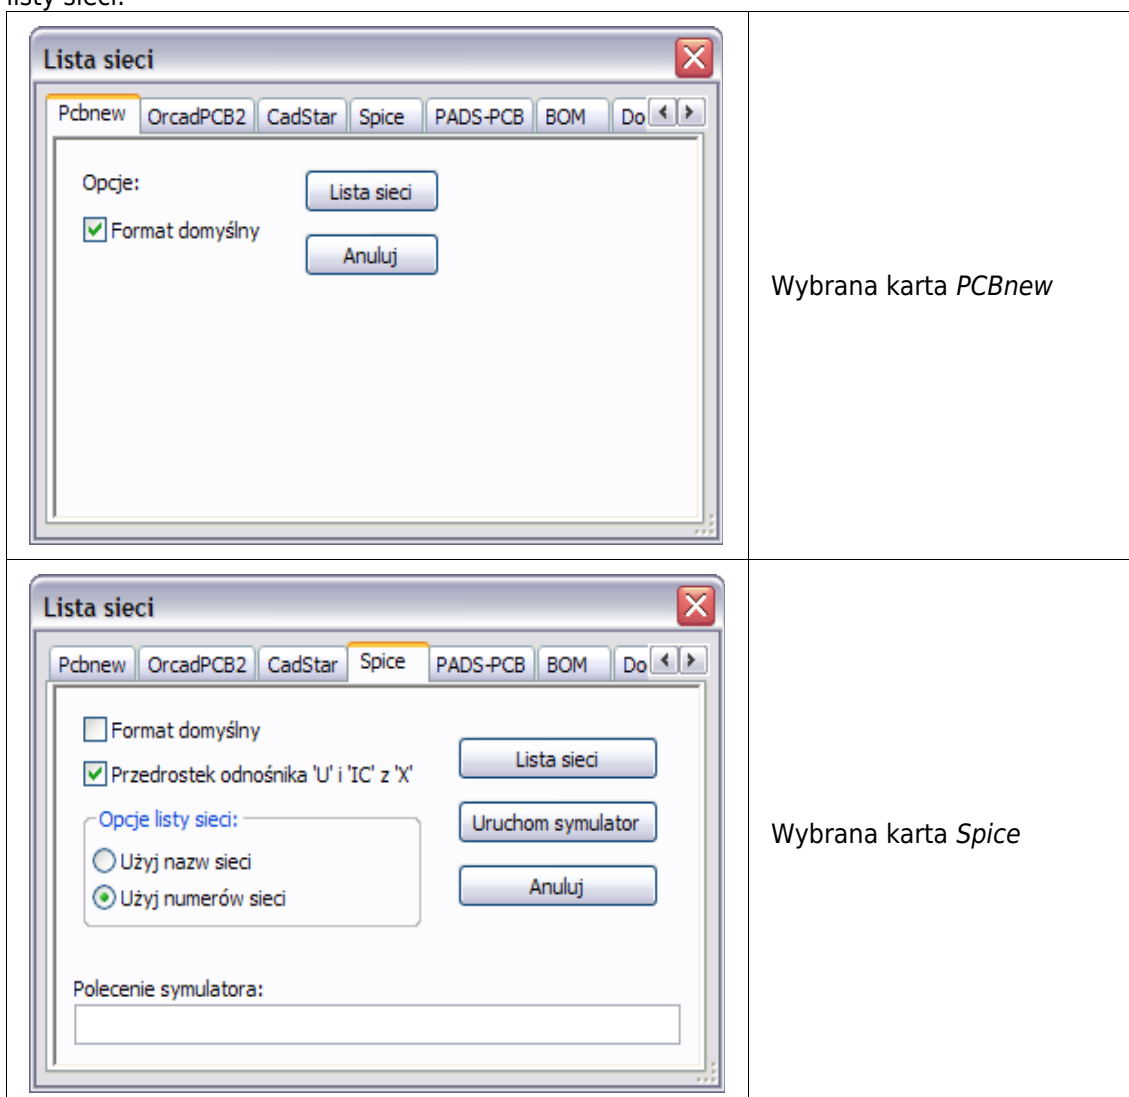 listy sieci.
Lista sieci
Pcbnew OrcadPCB2 CadStar Spice PADS-PCB BOM Do
Opcje:
Lista sieci
Format domyślny
Anuluj
Wybrana karta PCBnew
Lista sieci
Pcbnew OrcadPCB2 CadStar Spice PADS-PCB BOM Do
Format domyślny
Lista sieci
Przedrostek odnośnika 'U' i 'IC' z 'X'
Opcje listy sieci:
Uruchom symulator
Użyj nazw sieci
Anuluj
Użyj numerów sieci
Wybrana karta Spice
Polecenie symulatora: